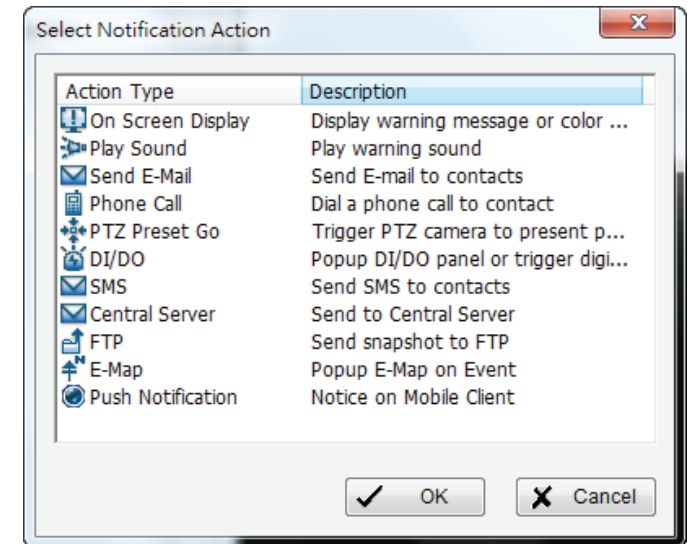 Select Notification Action
Action Type Description
On Screen Display Display warning message or color ...
Play Sound Play warning sound
Send E-Mail Send E-mail to contacts
Phone Call Dial a phone call to contact
PTZ Preset Go Trigger PTZ camera to present p...
DI/DO Popup DI/DO panel or trigger digi...
SMS Send SMS to contacts
Central Server Send to Central Server
FTP Send snapshot to FTP
E-Map Popup E-Map on Event
Push Notification Notice on Mobile Client
OK Cancel